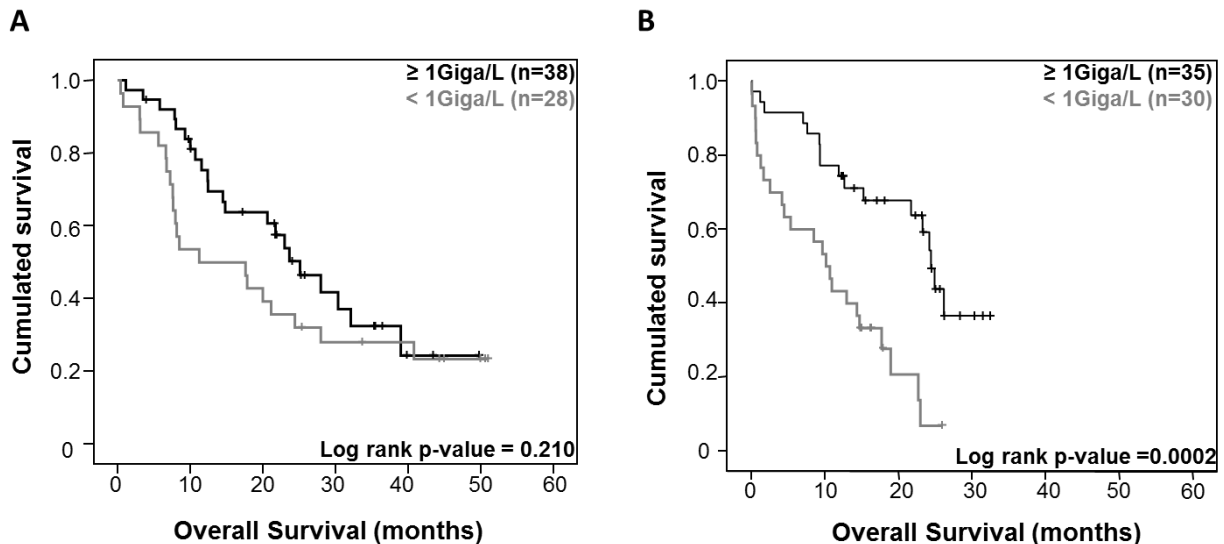 A
≥ 1Giga/L (n=38)
< 1Giga/L (n=28)
1.0
0.8
0.6
0.4
0.2
0
Cumulated survival
Log rank p-value = 0.210
0 10 20 30 40 50 60
Overall Survival (months)
B
≥ 1Giga/L (n=35)
< 1Giga/L (n=30)
1.0
0.8
0.6
0.4
0.2
0
Cumulated survival
Log rank p-value =0.0002
0 10 20 30 40 50 60
Overall Survival (months)